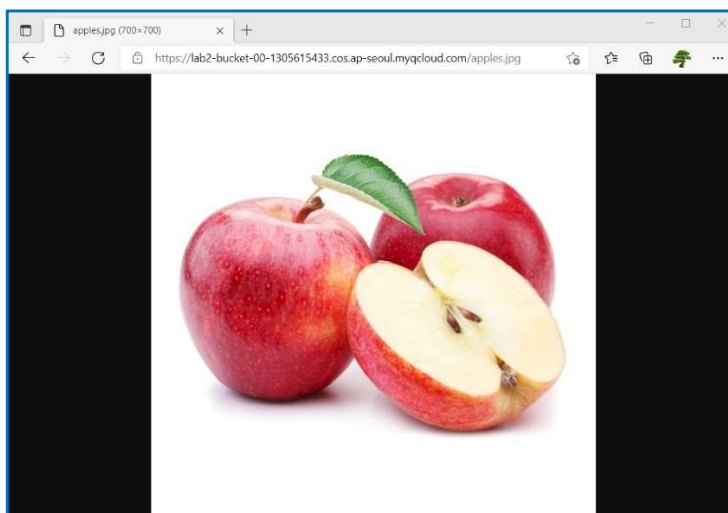 apples.jpg (700×700)
https://lab2-bucket-00-1305615433.cos.ap-seoul.myqcloud.com/apples.jpg